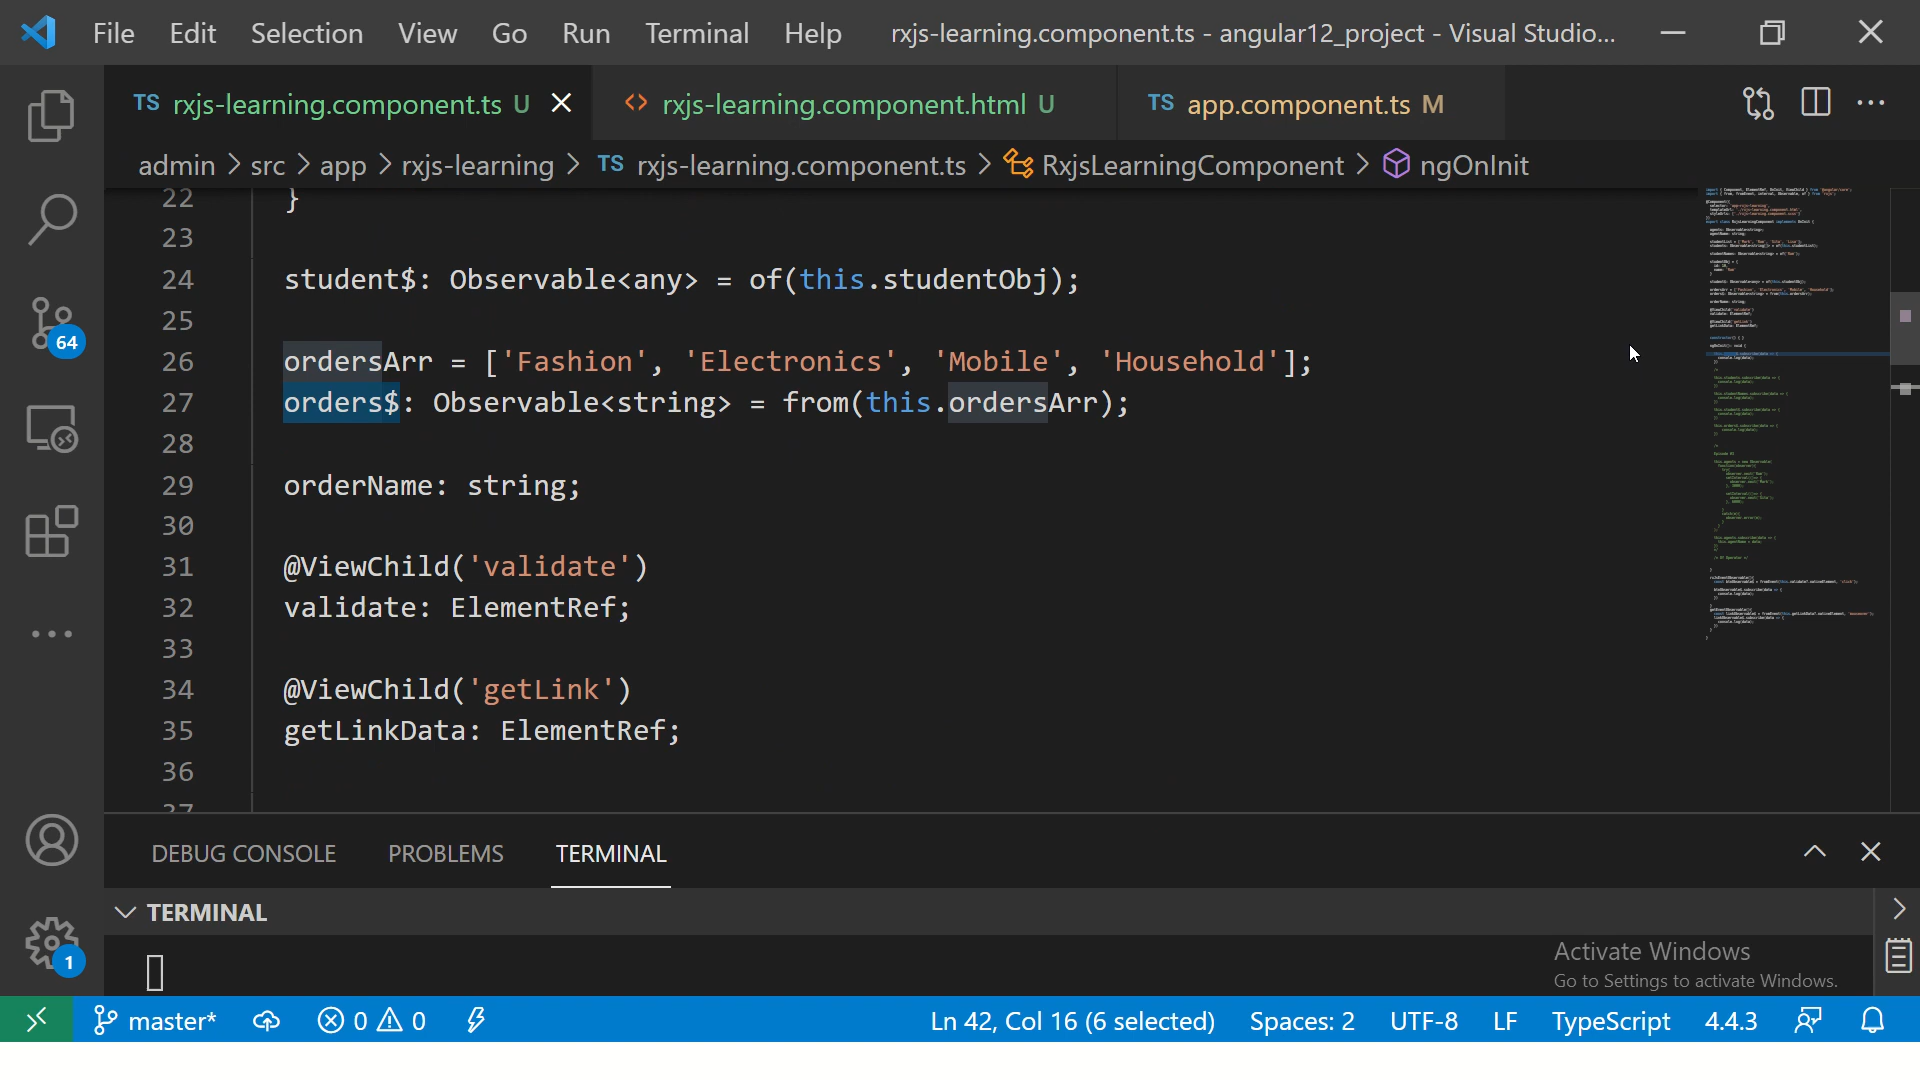 File Edit Selection View Go Run Terminal Help rxjs-learning.component.ts - angular12_project - Visual Studio...
TS rxjs-learning.component.ts U rxjs-learning.component.html U TS app.component.ts M
admin > src > app > rxjs-learning > TS rxjs-learning.component.ts > RxjsLearningComponent > ngOnInit
22 }
23
24 student$: Observable<any> = of(this.studentObj);
25
26 ordersArr = ['Fashion', 'Electronics', 'Mobile', 'Household'];
27 orders$: Observable<string> = from(this.ordersArr);
28
29 orderName: string;
30
31 @ViewChild('validate')
32 validate: ElementRef;
33
34 @ViewChild('getLink')
35 getLinkData: ElementRef;
36
37
64
1
DEBUG CONSOLE PROBLEMS TERMINAL
TERMINAL
Activate Windows
Go to Settings to activate Windows.
master* 0 0 Ln 42, Col 16 (6 selected) Spaces: 2 UTF-8 LF TypeScript 4.4.3